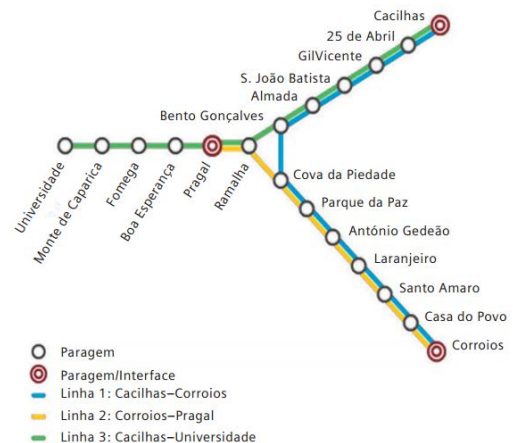 Cacilhas
25 de Abril
GilVicente
S. João Batista
Almada
Bento Gonçalves
Universidade
Monte de Caparica
Fomega
Boa Esperança
Pragal
Ramalha
Cova da Piedade
Parque da Paz
António Gedeão
Laranjeiro
Santo Amaro
Casa do Povo
Corroios
Paragem
Paragem/Interface
Linha 1: Cacilhas–Corroios
Linha 2: Corroios–Pragal
Linha 3: Cacilhas–Universidade